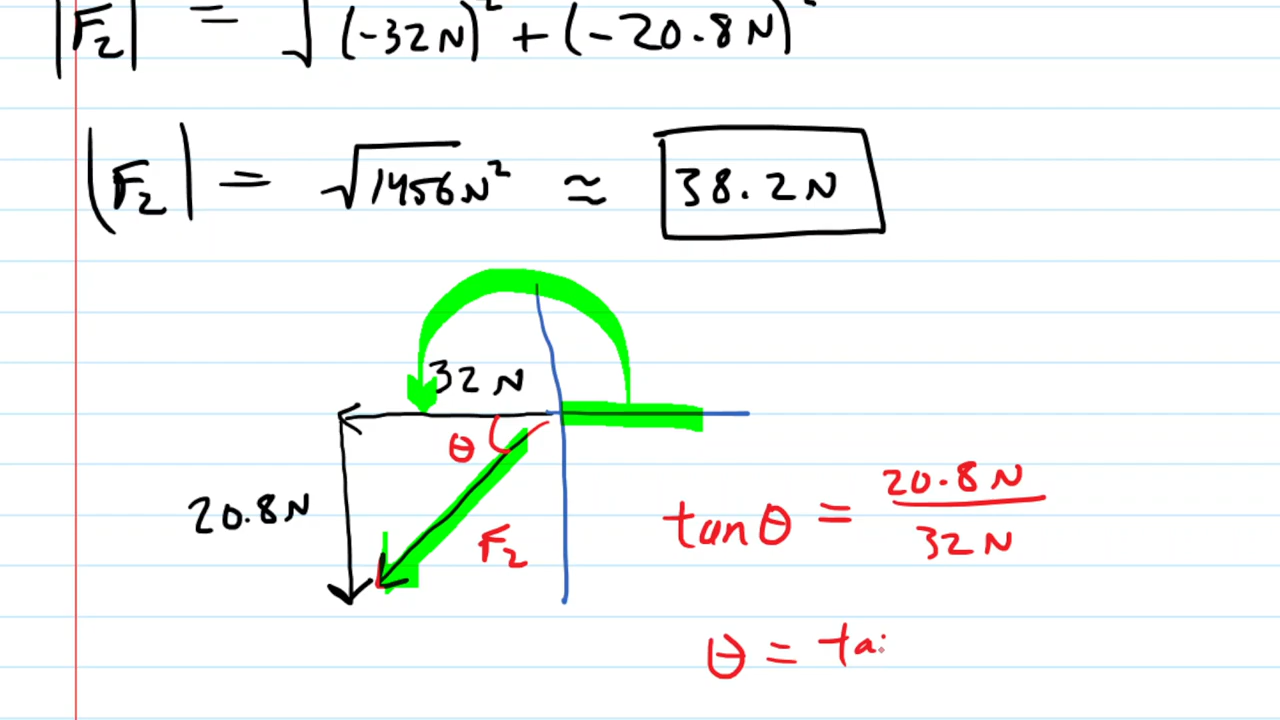 |F₂| = √(-32N)² + (-20.8N)²
|F₂| = √1456N² ≈ 38.2N
32 N
θ
20.8N
F₂
tanθ = 20.8N / 32N
θ = ta